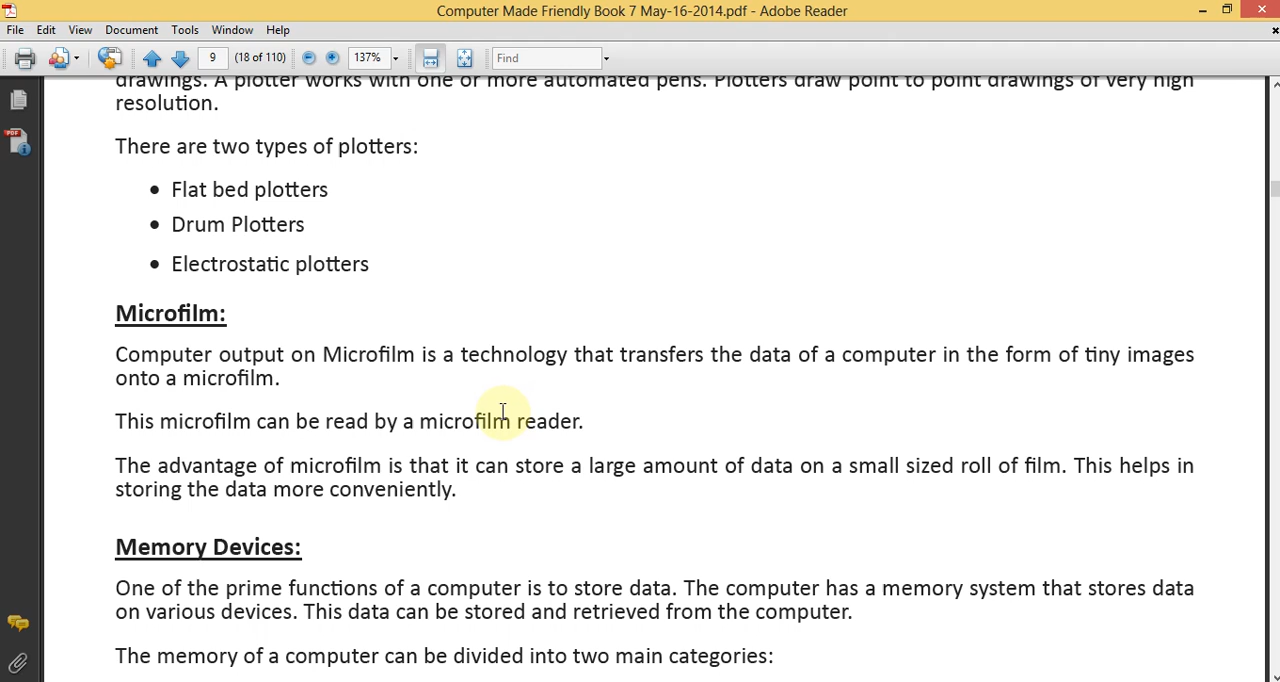 Computer Made Friendly Book 7 May-16-2014.pdf - Adobe Reader
File Edit View Document Tools Window Help
9 (18 of 110) 137% Find
drawings. A plotter works with one or more automated pens. Plotters draw point to point drawings of very high
resolution.
There are two types of plotters:
• Flat bed plotters
• Drum Plotters
• Electrostatic plotters
Microfilm:
Computer output on Microfilm is a technology that transfers the data of a computer in the form of tiny images
onto a microfilm.
This microfilm can be read by a microfilm reader.
The advantage of microfilm is that it can store a large amount of data on a small sized roll of film. This helps in
storing the data more conveniently.
Memory Devices:
One of the prime functions of a computer is to store data. The computer has a memory system that stores data
on various devices. This data can be stored and retrieved from the computer.
The memory of a computer can be divided into two main categories: